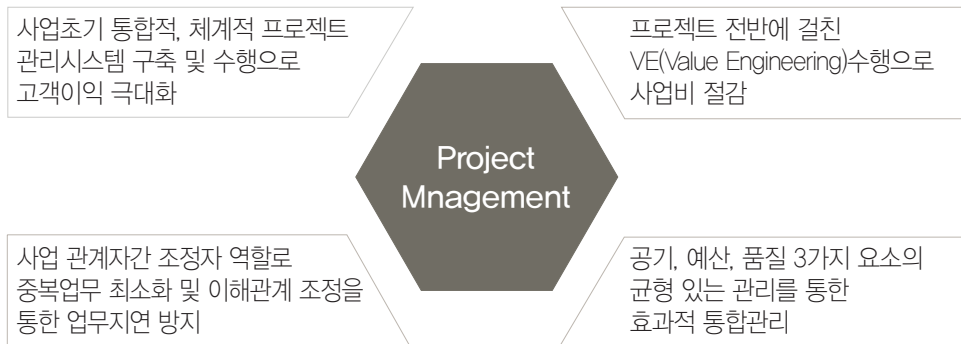 사업초기 통합적, 체계적 프로젝트
관리시스템 구축 및 수행으로
고객이익 극대화
프로젝트 전반에 걸친
VE(Value Engineering)수행으로
사업비 절감
Project
Mnagement
사업 관계자간 조정자 역할로
중복업무 최소화 및 이해관계 조정을
통한 업무지연 방지
공기, 예산, 품질 3가지 요소의
균형 있는 관리를 통한
효과적 통합관리